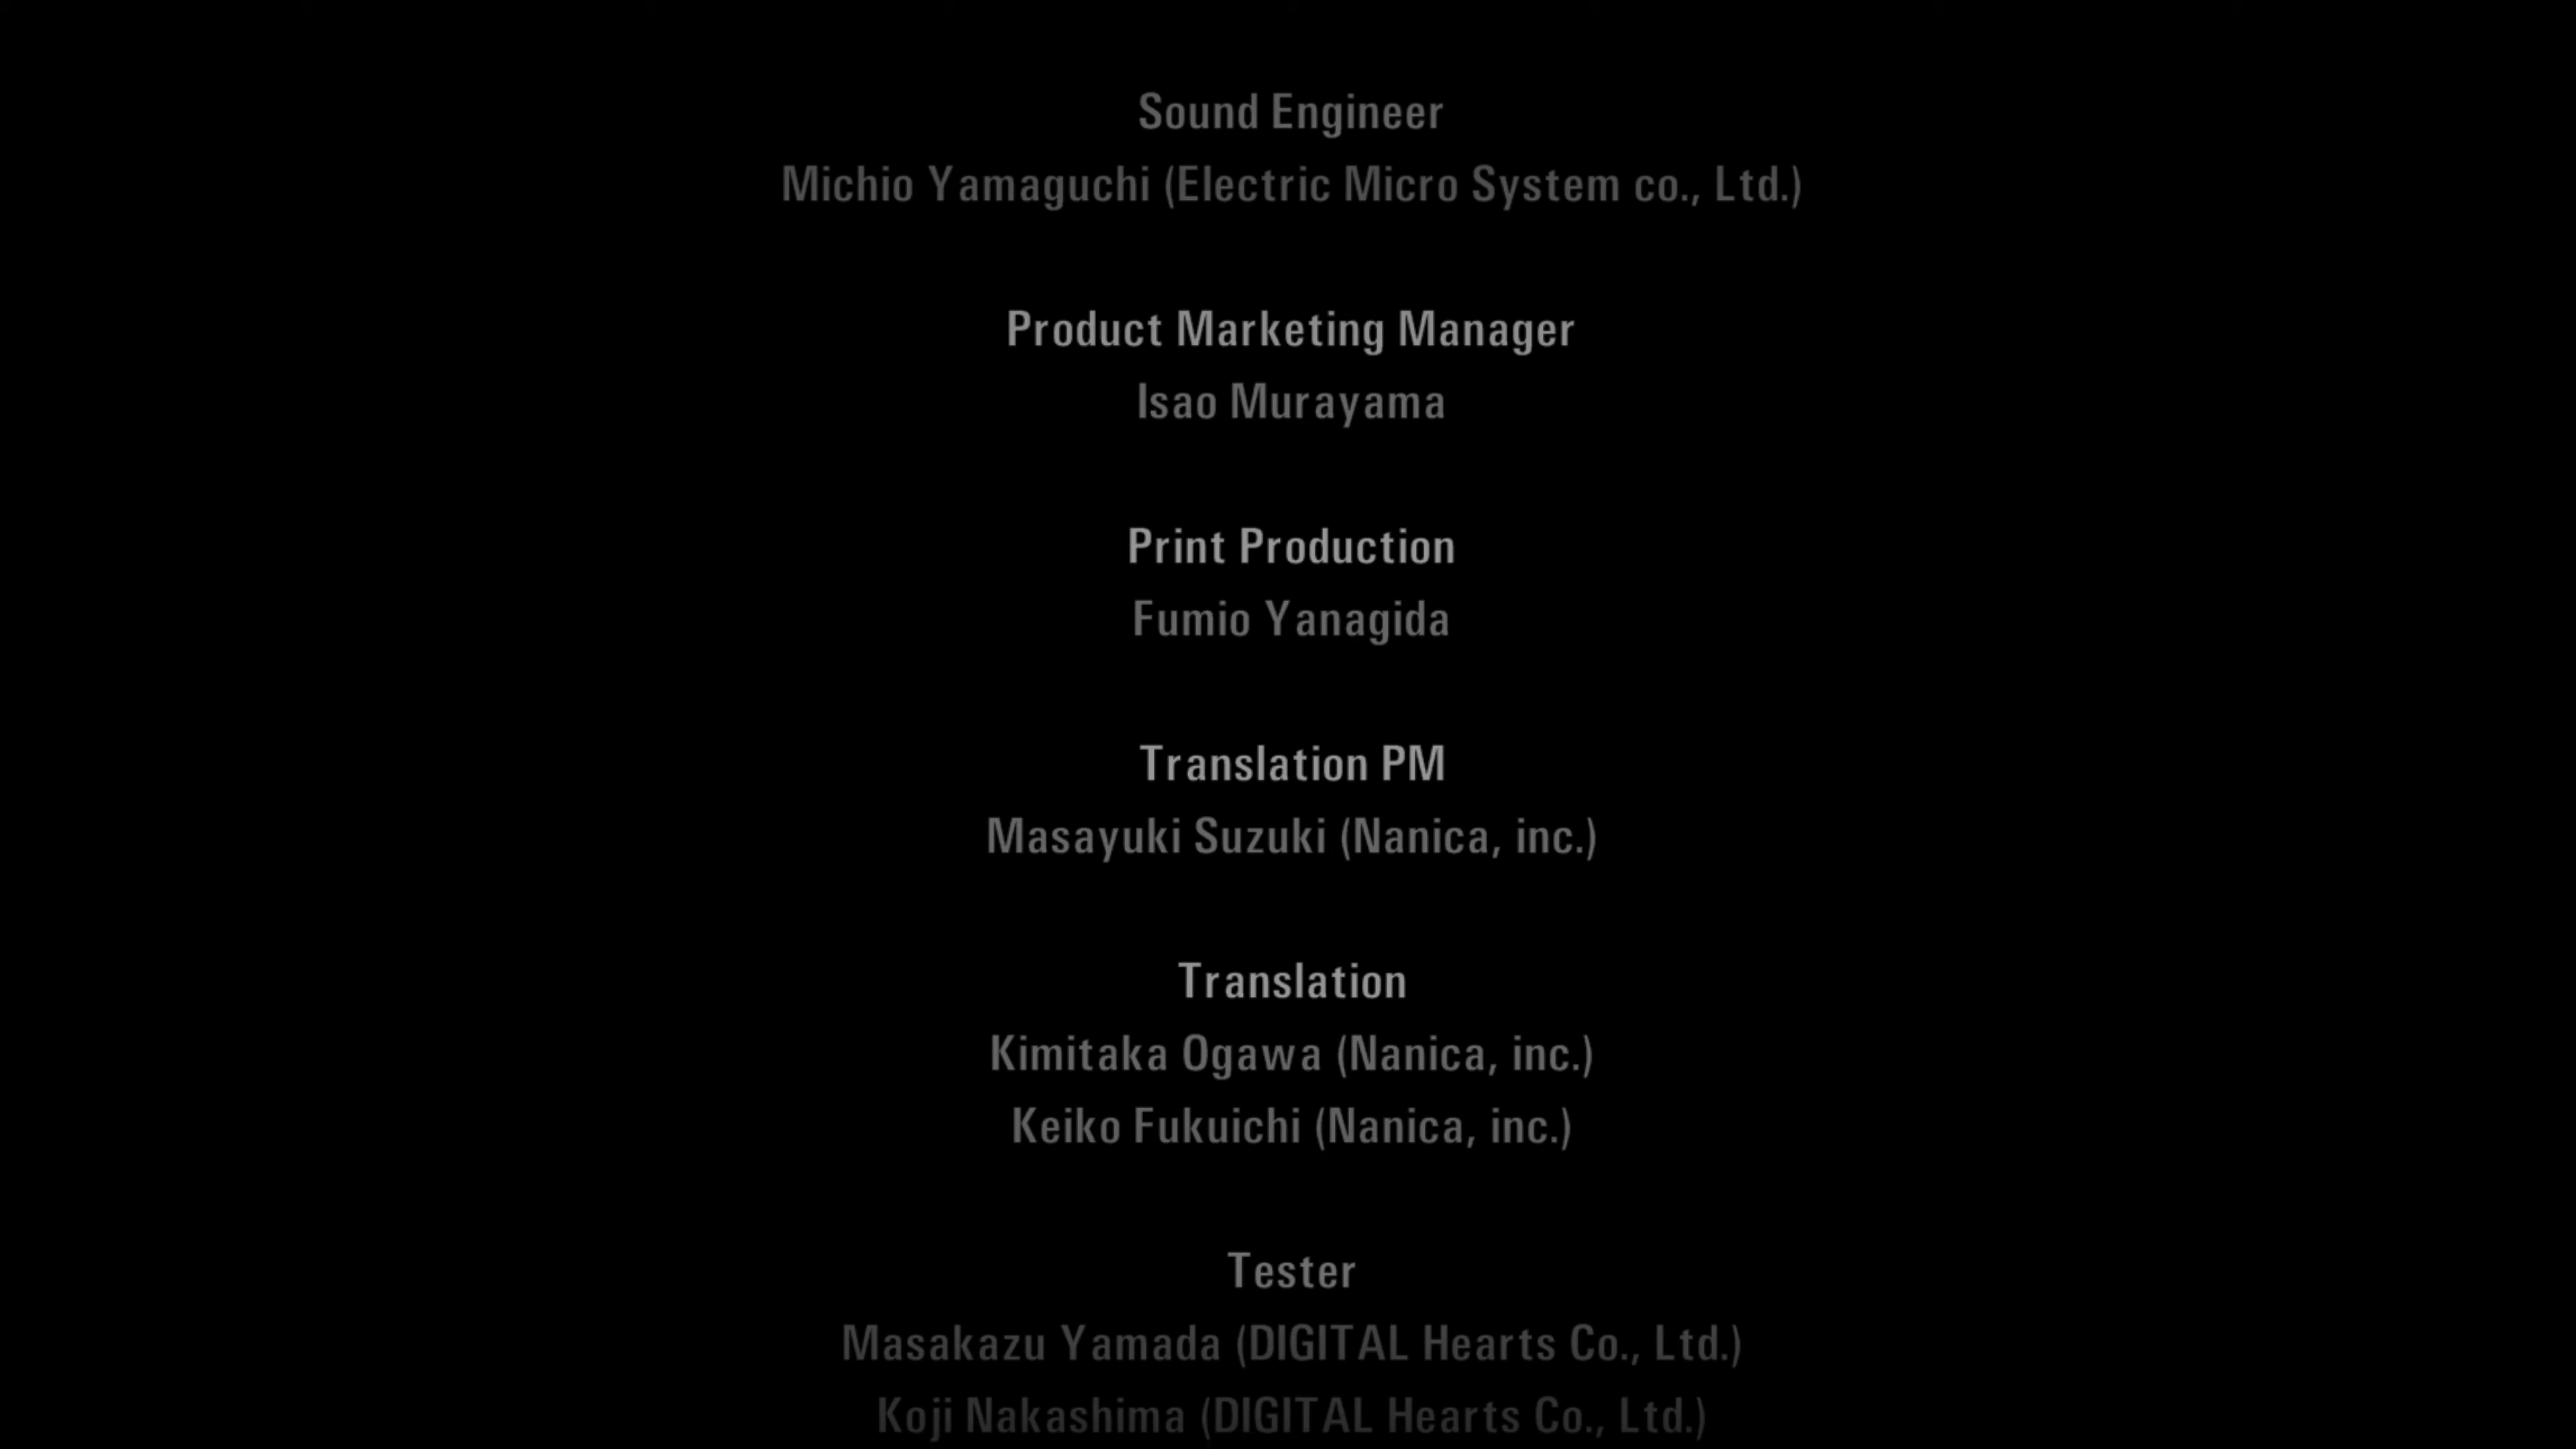 Sound Engineer
Michio Yamaguchi (Electric Micro System co., Ltd.)
Product Marketing Manager
Isao Murayama
Print Production
Fumio Yanagida
Translation PM
Masayuki Suzuki (Nanica, inc.)
Translation
Kimitaka Ogawa (Nanica, inc.)
Keiko Fukuichi (Nanica, inc.)
Tester
Masakazu Yamada (DIGITAL Hearts Co., Ltd.)
Koji Nakashima (DIGITAL Hearts Co., Ltd.)